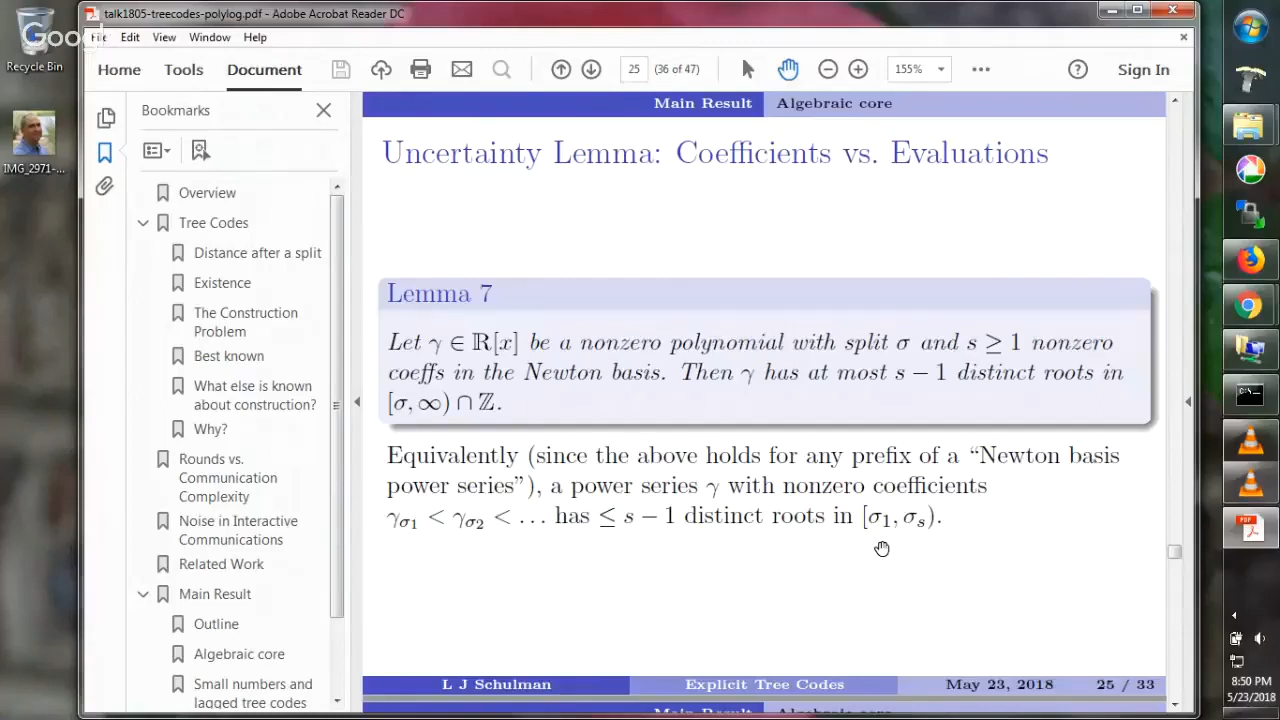 talk1805-treecodes-polylog.pdf - Adobe Acrobat Reader DC
Edit View Window Help
Home Tools Document 25 (36 of 47) 155% Sign In
Recycle Bin
IMG_2971-...
Bookmarks
Overview
Tree Codes
Distance after a split
Existence
The Construction
Problem
Best known
What else is known
about construction?
Why?
Rounds vs.
Communication
Complexity
Noise in Interactive
Communications
Related Work
Main Result
Outline
Algebraic core
Small numbers and
lagged tree codes
Main Result Algebraic core
Uncertainty Lemma: Coefficients vs. Evaluations
Lemma 7
Let γ ∈ ℝ[x] be a nonzero polynomial with split σ and s ≥ 1 nonzero
coeffs in the Newton basis. Then γ has at most s − 1 distinct roots in
[σ, ∞) ∩ ℤ.
Equivalently (since the above holds for any prefix of a “Newton basis
power series”), a power series γ with nonzero coefficients
γσ₁ < γσ₂ < … has ≤ s − 1 distinct roots in [σ₁, σₛ).
L J Schulman Explicit Tree Codes May 23, 2018 25 / 33
Main Result Algebraic core
8:50 PM
5/23/2018